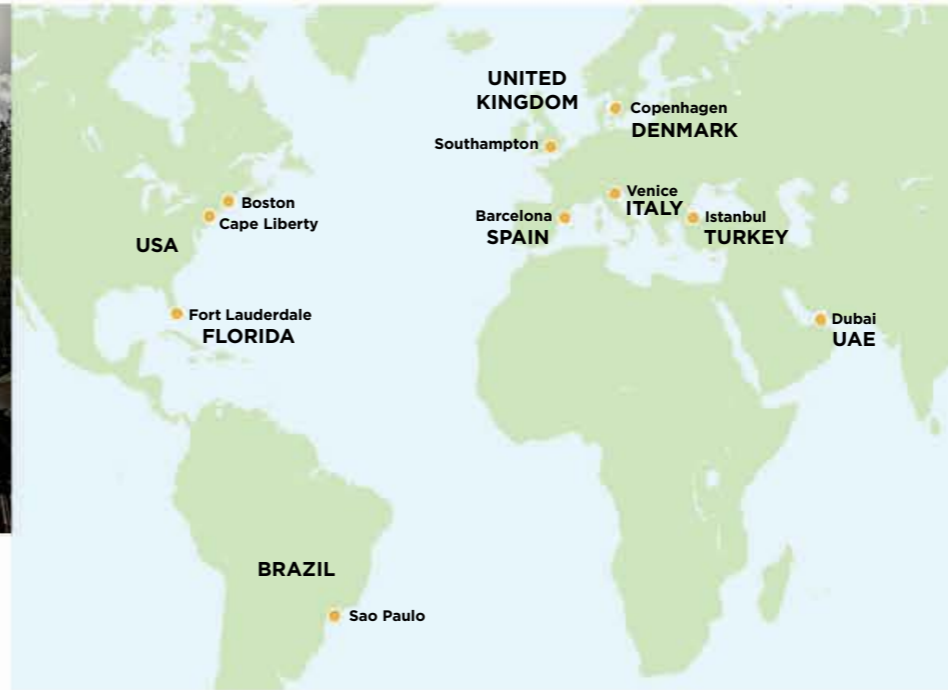 UNITED
KINGDOM
Copenhagen
DENMARK
Southampton
Venice
ITALY
Boston
Cape Liberty
USA
Barcelona
SPAIN
Istanbul
TURKEY
Fort Lauderdale
FLORIDA
Dubai
UAE
BRAZIL
Sao Paulo